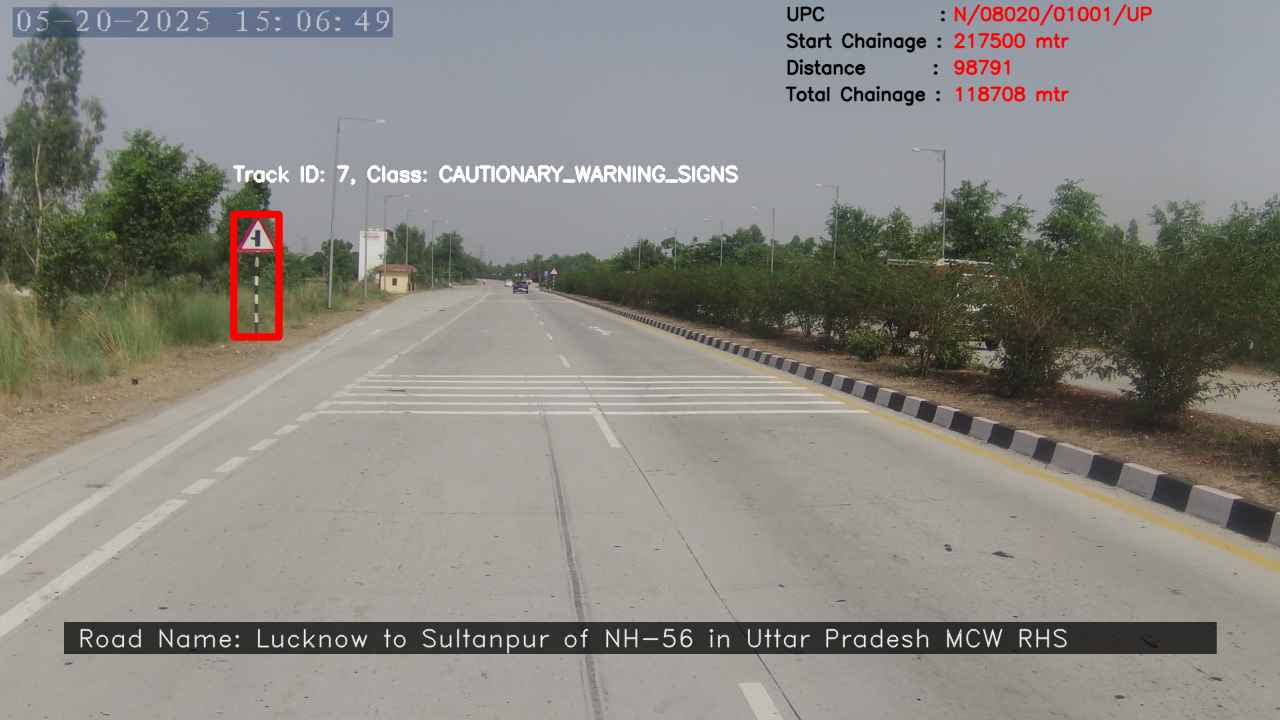 05-20-2025 15:06:49
UPC : N/08020/01001/UP
Start Chainage : 217500 mtr
Distance : 98791
Total Chainage : 118708 mtr
Track ID: 7, Class: CAUTIONARY_WARNING_SIGNS
Road Name: Lucknow to Sultanpur of NH-56 in Uttar Pradesh MCW RHS